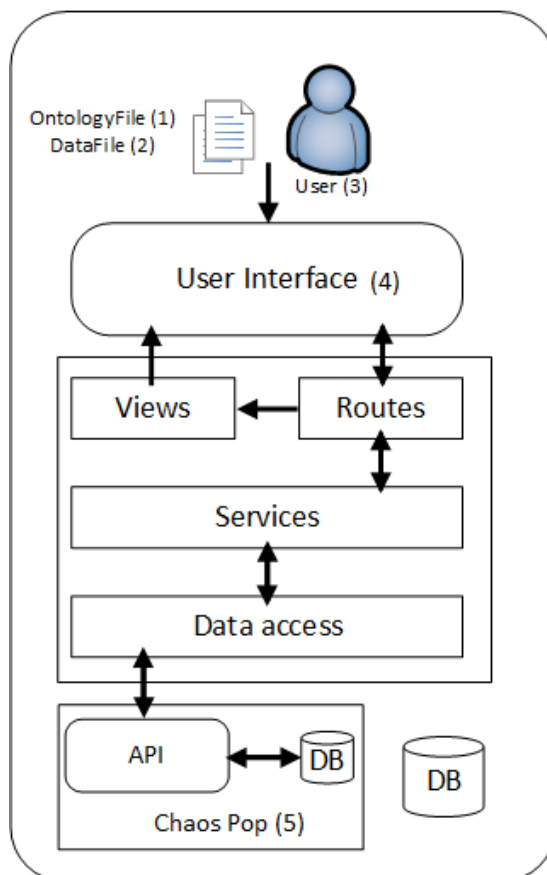 OntologyFile (1)
DataFile (2)
User (3)
User Interface (4)
Views
Routes
Services
Data access
API
DB
Chaos Pop (5)
DB